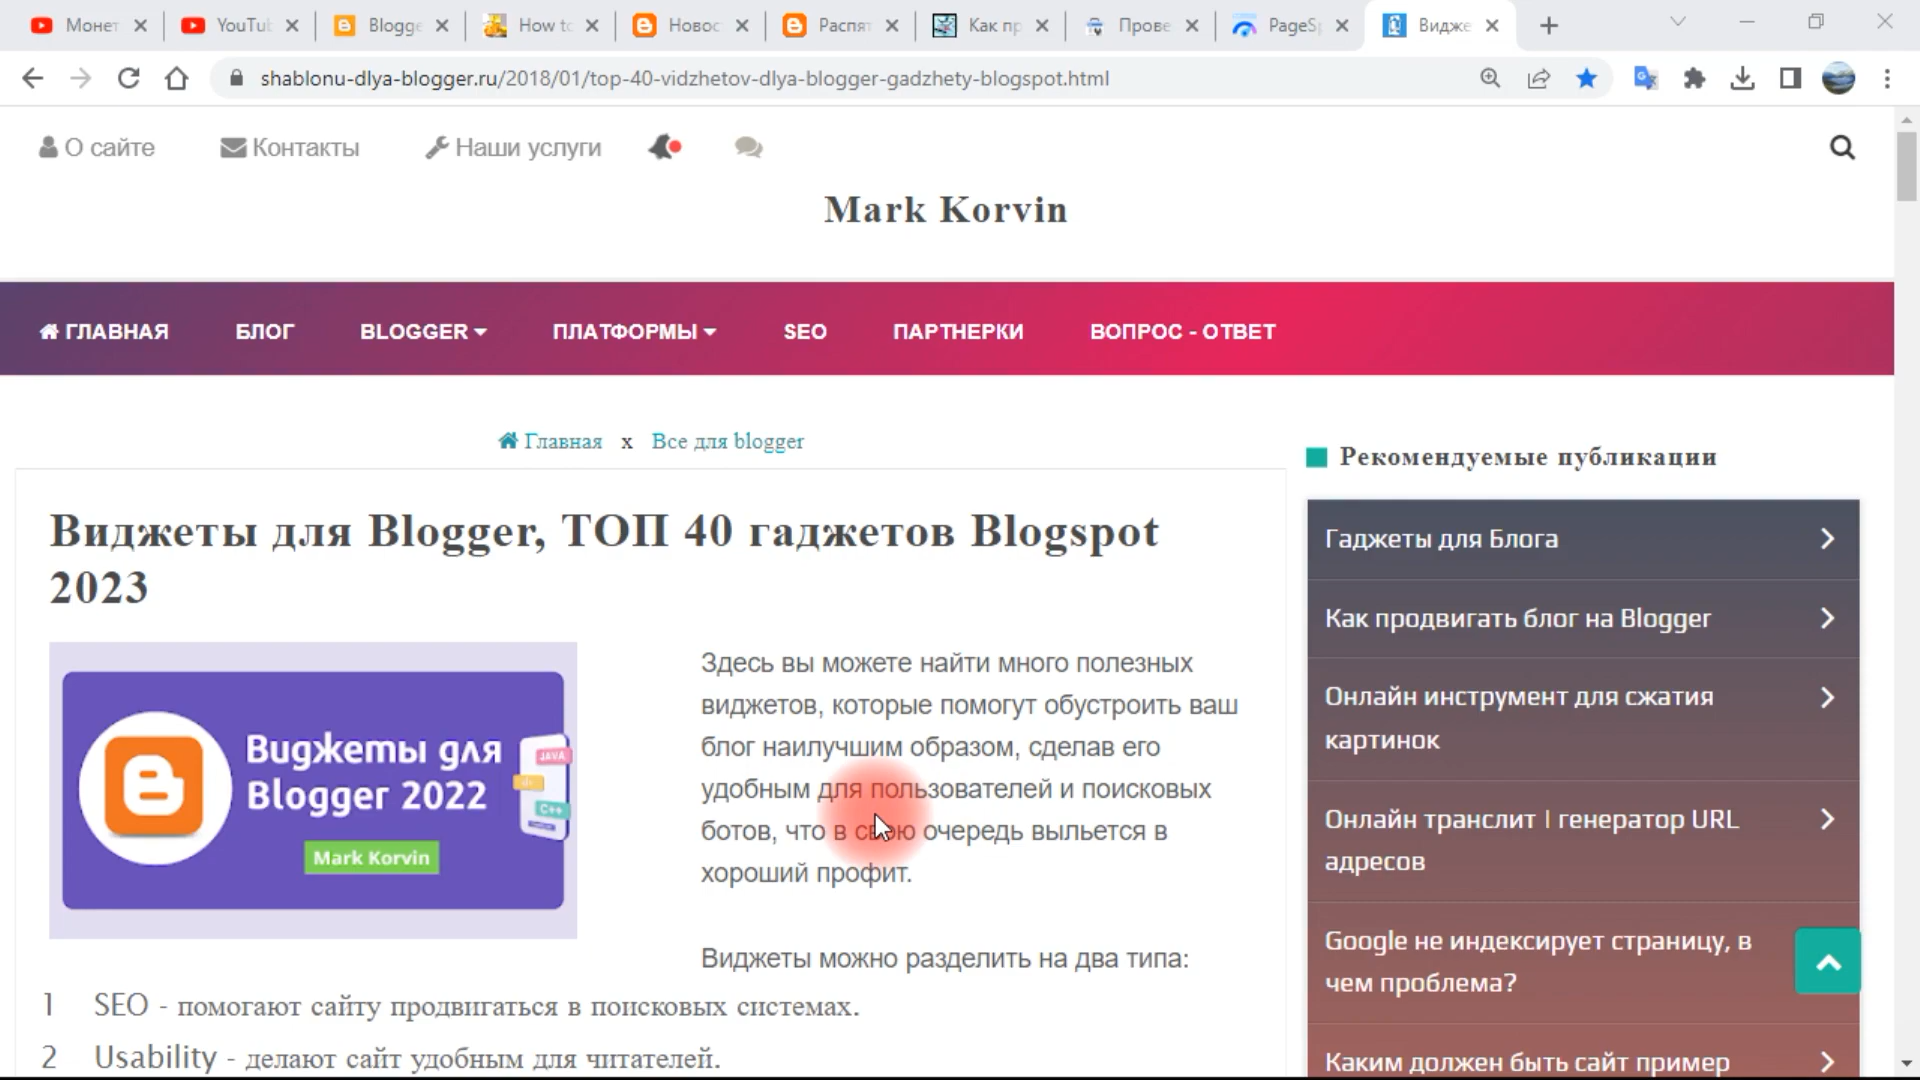 Монет
YouTub
Blogge
How to
Новос
Распят
Как пр
Прове
PageSp
Видже
shablonu-dlya-blogger.ru/2018/01/top-40-vidzhetov-dlya-blogger-gadzhety-blogspot.html
О сайте
Контакты
Наши услуги
Mark Korvin
ГЛАВНАЯ
БЛОГ
BLOGGER
ПЛАТФОРМЫ
SEO
ПАРТНЕРКИ
ВОПРОС - ОТВЕТ
Главная x Все для blogger
Виджеты для Blogger, ТОП 40 гаджетов Blogspot
2023
Виджеты для
Blogger 2022
Mark Korvin
JAVA
C++
Здесь вы можете найти много полезных
виджетов, которые помогут обустроить ваш
блог наилучшим образом, сделав его
удобным для пользователей и поисковых
ботов, что в свою очередь выльется в
хороший профит.
Виджеты можно разделить на два типа:
1 SEO - помогают сайту продвигаться в поисковых системах.
2 Usability - делают сайт удобным для читателей.
Рекомендуемые публикации
Гаджеты для Блога
Как продвигать блог на Blogger
Онлайн инструмент для сжатия
картинок
Онлайн транслит | генератор URL
адресов
Google не индексирует страницу, в
чем проблема?
Каким должен быть сайт пример